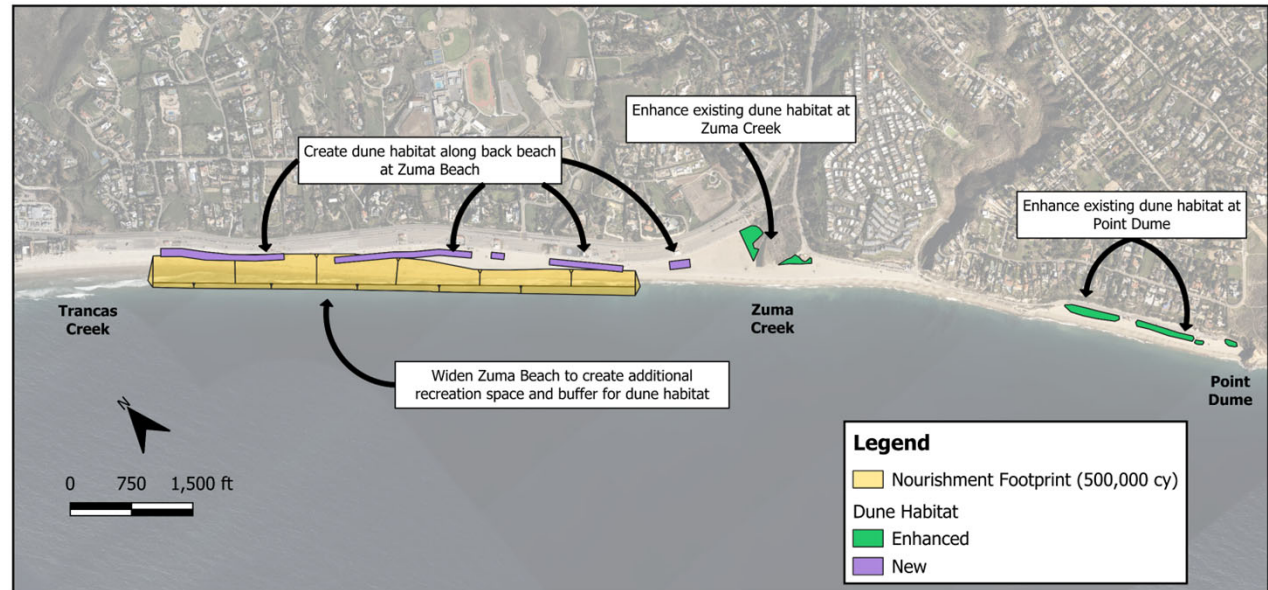 Enhance existing dune habitat at
Zuma Creek
Create dune habitat along back beach
at Zuma Beach
Enhance existing dune habitat at
Point Dume
Trancas
Creek
Zuma
Creek
Point
Dume
Widen Zuma Beach to create additional
recreation space and buffer for dune habitat
N
0 750 1,500 ft
Legend
Nourishment Footprint (500,000 cy)
Dune Habitat
Enhanced
New